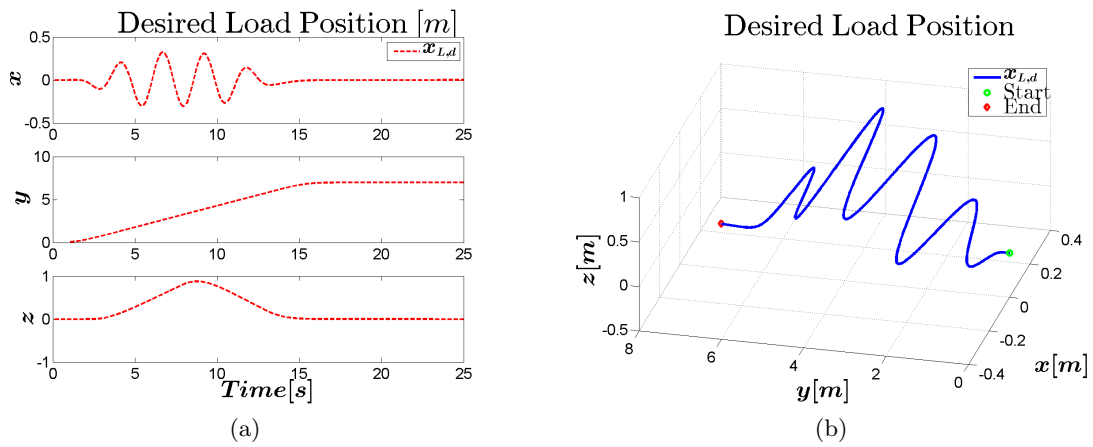 Desired Load Position [m]
x_{L,d}
x
0.5
0
-0.5
0 5 10 15 20 25
y
10
5
0
0 5 10 15 20 25
z
1
0
-1
0 5 10 15 20 25
Time[s]
(a)
Desired Load Position
x_{L,d}
Start
End
z[m]
1
0.5
0
-0.5
8 6 4 2 0
y[m]
0.4
0.2
0
-0.2
-0.4
x[m]
(b)